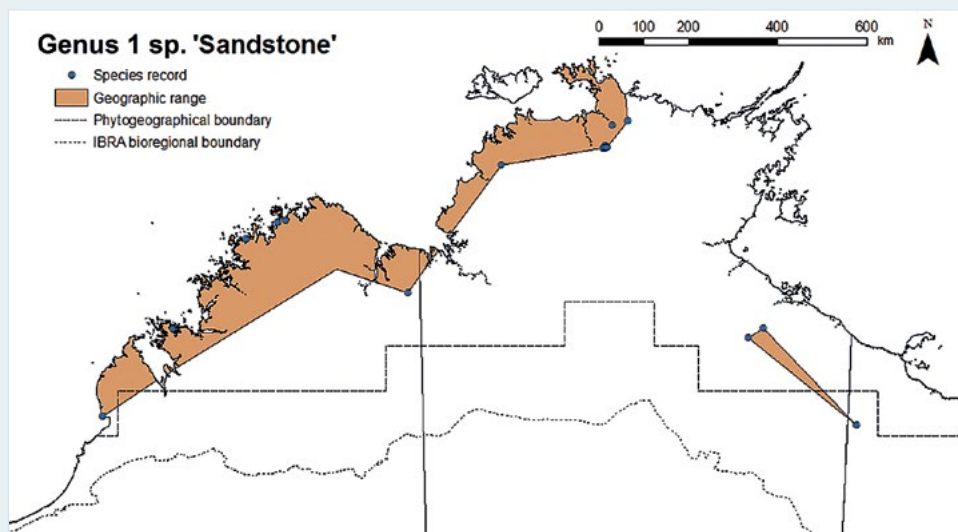 Genus 1 sp. 'Sandstone'
Species record
Geographic range
Phytogeographical boundary
IBRA bioregional boundary
0 100 200 400 600
km
N